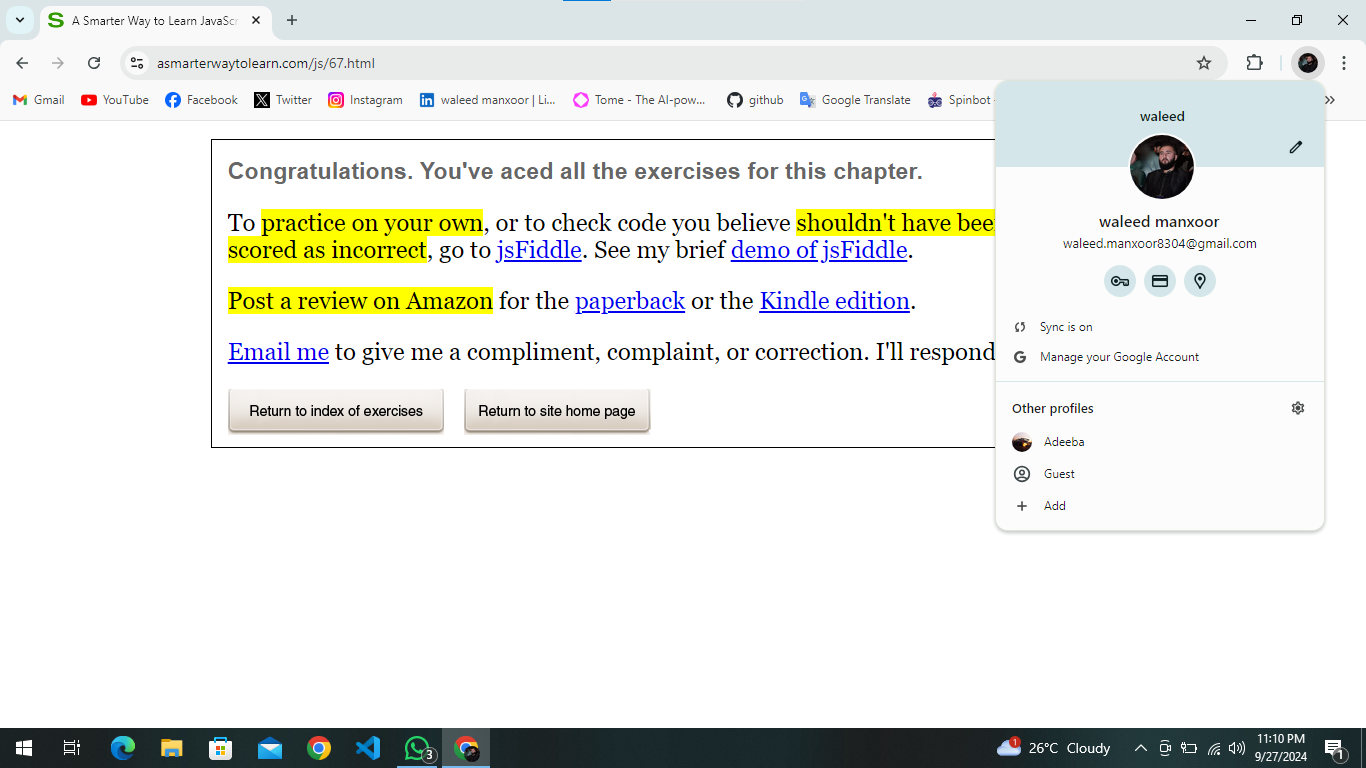 A Smarter Way to Learn JavaScr
asmarterwaytolearn.com/js/67.html
Gmail
YouTube
Facebook
Twitter
Instagram
waleed manxoor | Li...
Tome - The AI-pow...
github
Google Translate
Spinbot
Congratulations. You've aced all the exercises for this chapter.
To practice on your own, or to check code you believe shouldn't have been
scored as incorrect, go to jsFiddle. See my brief demo of jsFiddle.
Post a review on Amazon for the paperback or the Kindle edition.
Email me to give me a compliment, complaint, or correction. I'll respond
Return to index of exercises
Return to site home page
waleed
waleed manxoor
waleed.manxoor8304@gmail.com
Sync is on
Manage your Google Account
Other profiles
Adeeba
Guest
Add
3
1
26°C Cloudy
11:10 PM
9/27/2024
1